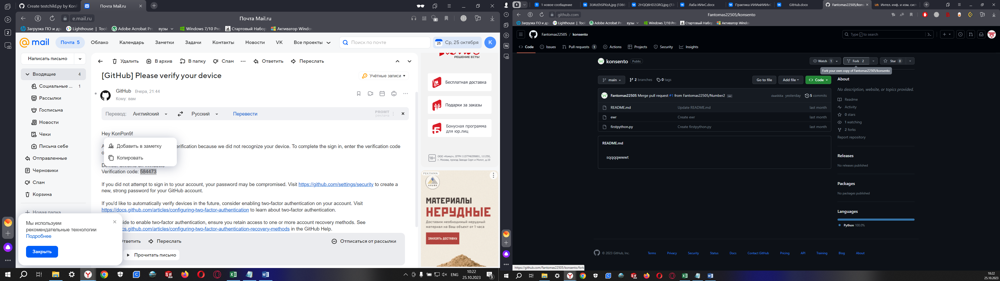 Create testchild.py by KonP
Почта Mail.ru
e.mail.ru
Почта Mail.ru
8
Загрузка ПО и др
Lighthouse | Tools
Adobe Acrobat Pr
вузы
Windows 7/10 Pro
Стартовый Набор
Активатор Windo
2
@ mail
Почта 5
Облако
Календарь
Заметки
Задачи
Контакты
Новости
VK
Все проекты
Поиск по почте
25
Ср, 25 октября
K
Написать письмо
Входящие 4
Социальные ... 1
Рассылки
Госписьма
Новости
Чеки
Письма себе
Отправленные
Черновики
Спам
Корзина
Новая папка
Удалить
В архив
В папку
Спам
Ответить
Переслать
[GitHub] Please verify your device
Учётные записи
GitHub Вчера, 21:44
Кому: вам
Перевод: Английский
Русский
Перевести
PROMT
реклама
Hey KonPon9!
A
erification because we did not recognize your device. To complete the sign in, enter the verification code
o
Добавить в заметку
Копировать
Device: Chrome on Windows
Verification code: 584473
If you did not attempt to sign in to your account, your password may be compromised. Visit https://github.com/settings/security to create a
new, strong password for your GitHub account.
If you'd like to automatically verify devices in the future, consider enabling two-factor authentication on your account. Visit
https://docs.github.com/articles/configuring-two-factor-authentication to learn about two-factor authentication.
side to enable two-factor authentication, ensure you retain access to one or more account recovery methods. See
cs.github.com/articles/configuring-two-factor-authentication-recovery-methods in the GitHub Help.
Ответить
Переслать
Отписаться от рассылки
Прочитать письмо
Мы используем
рекомендательные технологии
Подробнее
Закрыть
РЕШЕНИЕ ЕСТЬ!
Бесплатная доставка
Подарки за заказы
Бонусная программа
для юр.лиц
18+
ООО «Комус», ОГРН 1137746399801, 111250,
г. Москва, проезд Завода Серп и Молот, д.10
РЕКЛАМА
МАТЕРИАЛЫ
НЕРУДНЫЕ
Доставим необходимый нерудный
материал на Ваш объект от 1 часа
ЗАКАЗАТЬ ДОСТАВКУ
ENG
10:22
25.10.2023
3
8
1 новое сообщение
3LWzEhSPXzA.jpg (1366
2HQQ6HD2GRQ.jpg (13
Лаба ИИиС.docx
Практика ИИИиИИИиС
GitHub.docx
Fantomas22505/kons
Интел. инф. и изм. сист.
github.com
Fantomas22505/konsento
Загрузка ПО и др
Lighthouse | Tools
Adobe Acrobat Pr
вузы
Windows 7/10 Pro
Стартовый Набор
Активатор Windo
76
Fantomas22505 / konsento
Type / to search
Code
Issues
Pull requests 1
Actions
Projects
Security
Insights
konsento Public
Watch 1
Fork 2
Star 0
Fork your own copy of Fantomas22505/konsento
main
2 branches
0 tags
Go to file
Add file
Code
Fantomas22505 Merge pull request #1 from Fantomas22505/Number2 ...
daa666a yesterday
5 commits
README.md Update README.md last month
ewr Create ewr last month
firstpython.py Create firstpython.py last month
README.md
sqqqqwwwt
About
No description, website, or topics provided.
Readme
Activity
0 stars
1 watching
2 forks
Report repository
Releases
No releases published
Packages
No packages published
Languages
Python 100.0%
© 2023 GitHub, Inc.
Terms
Privacy
Security
Status
Docs
Contact GitHub
Pricing
API
Training
Blog
About
https://github.com/Fantomas22505/konsento/fork
10:22
25.10.2023